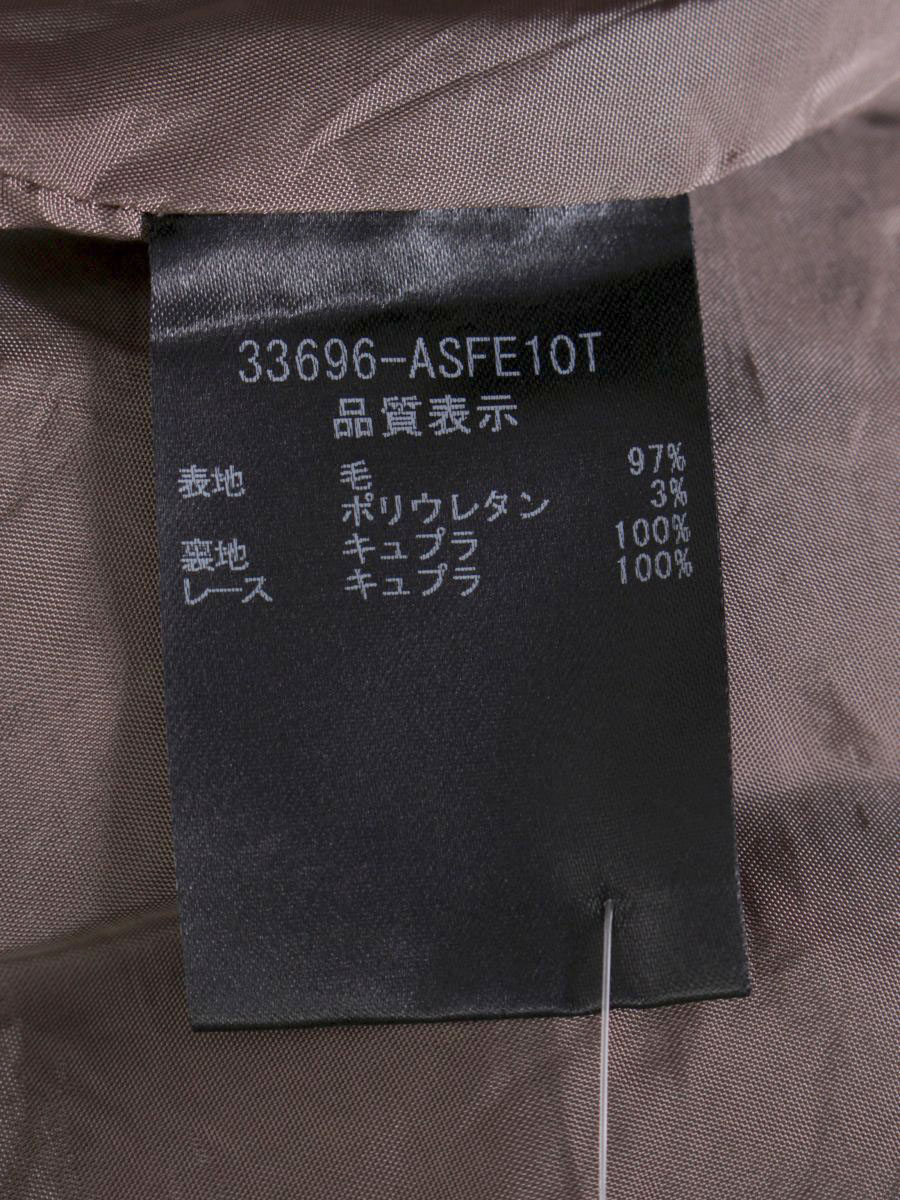 33696-ASFE10T
品質表示
表地 毛 97%
ポリウレタン 3%
裏地 キュプラ 100%
レース キュプラ 100%